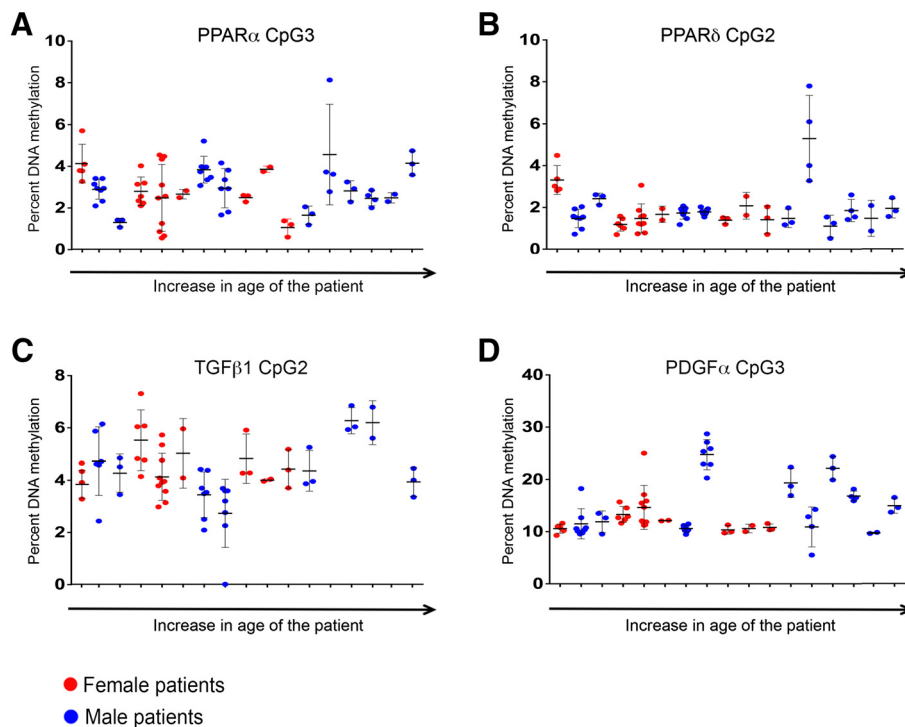 A
PPARα CpG3
Percent DNA methylation
10
8
6
4
2
0
Increase in age of the patient
B
PPARδ CpG2
Percent DNA methylation
10
8
6
4
2
0
Increase in age of the patient
C
TGFβ1 CpG2
Percent DNA methylation
8
6
4
2
0
Increase in age of the patient
D
PDGFα CpG3
Percent DNA methylation
40
30
20
10
0
Increase in age of the patient
Female patients
Male patients